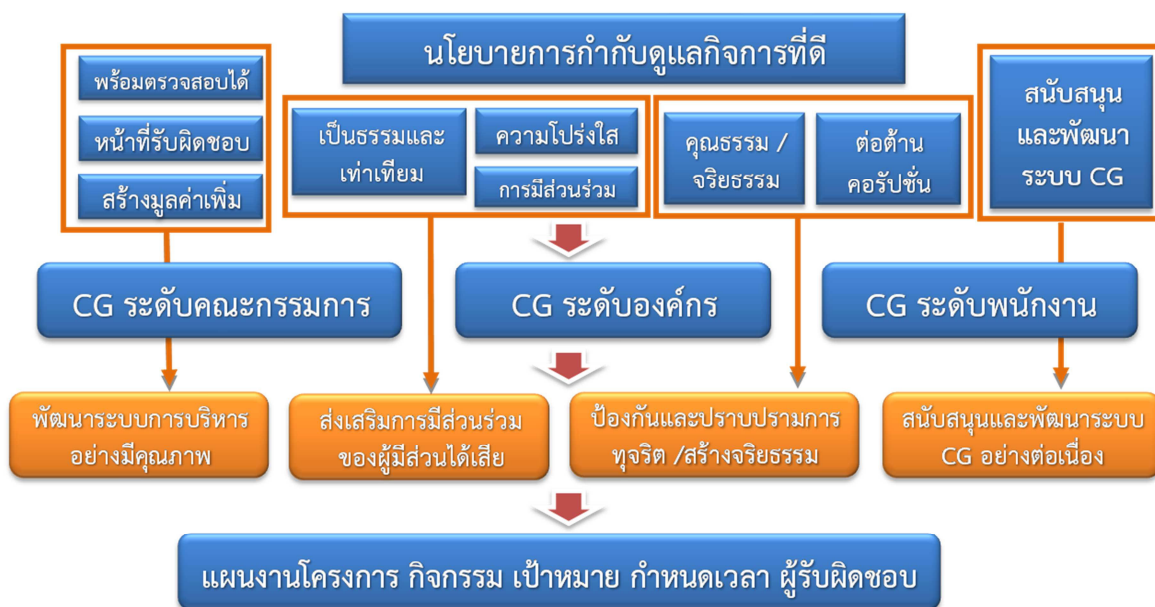 นโยบายการกำกับดูแลกิจการที่ดี
พร้อมตรวจสอบได้
หน้าที่รับผิดชอบ
สร้างมูลค่าเพิ่ม
เป็นธรรมและ
เท่าเทียม
ความโปร่งใส
การมีส่วนร่วม
คุณธรรม /
จริยธรรม
ต่อต้าน
คอรัปชั่น
สนับสนุน
และพัฒนา
ระบบ CG
CG ระดับคณะกรรมการ
CG ระดับองค์กร
CG ระดับพนักงาน
พัฒนาระบบการบริหาร
อย่างมีคุณภาพ
ส่งเสริมการมีส่วนร่วม
ของผู้มีส่วนได้เสีย
ป้องกันและปราบปรามการ
ทุจริต /สร้างจริยธรรม
สนับสนุนและพัฒนาระบบ
CG อย่างต่อเนื่อง
แผนงานโครงการ กิจกรรม เป้าหมาย กำหนดเวลา ผู้รับผิดชอบ